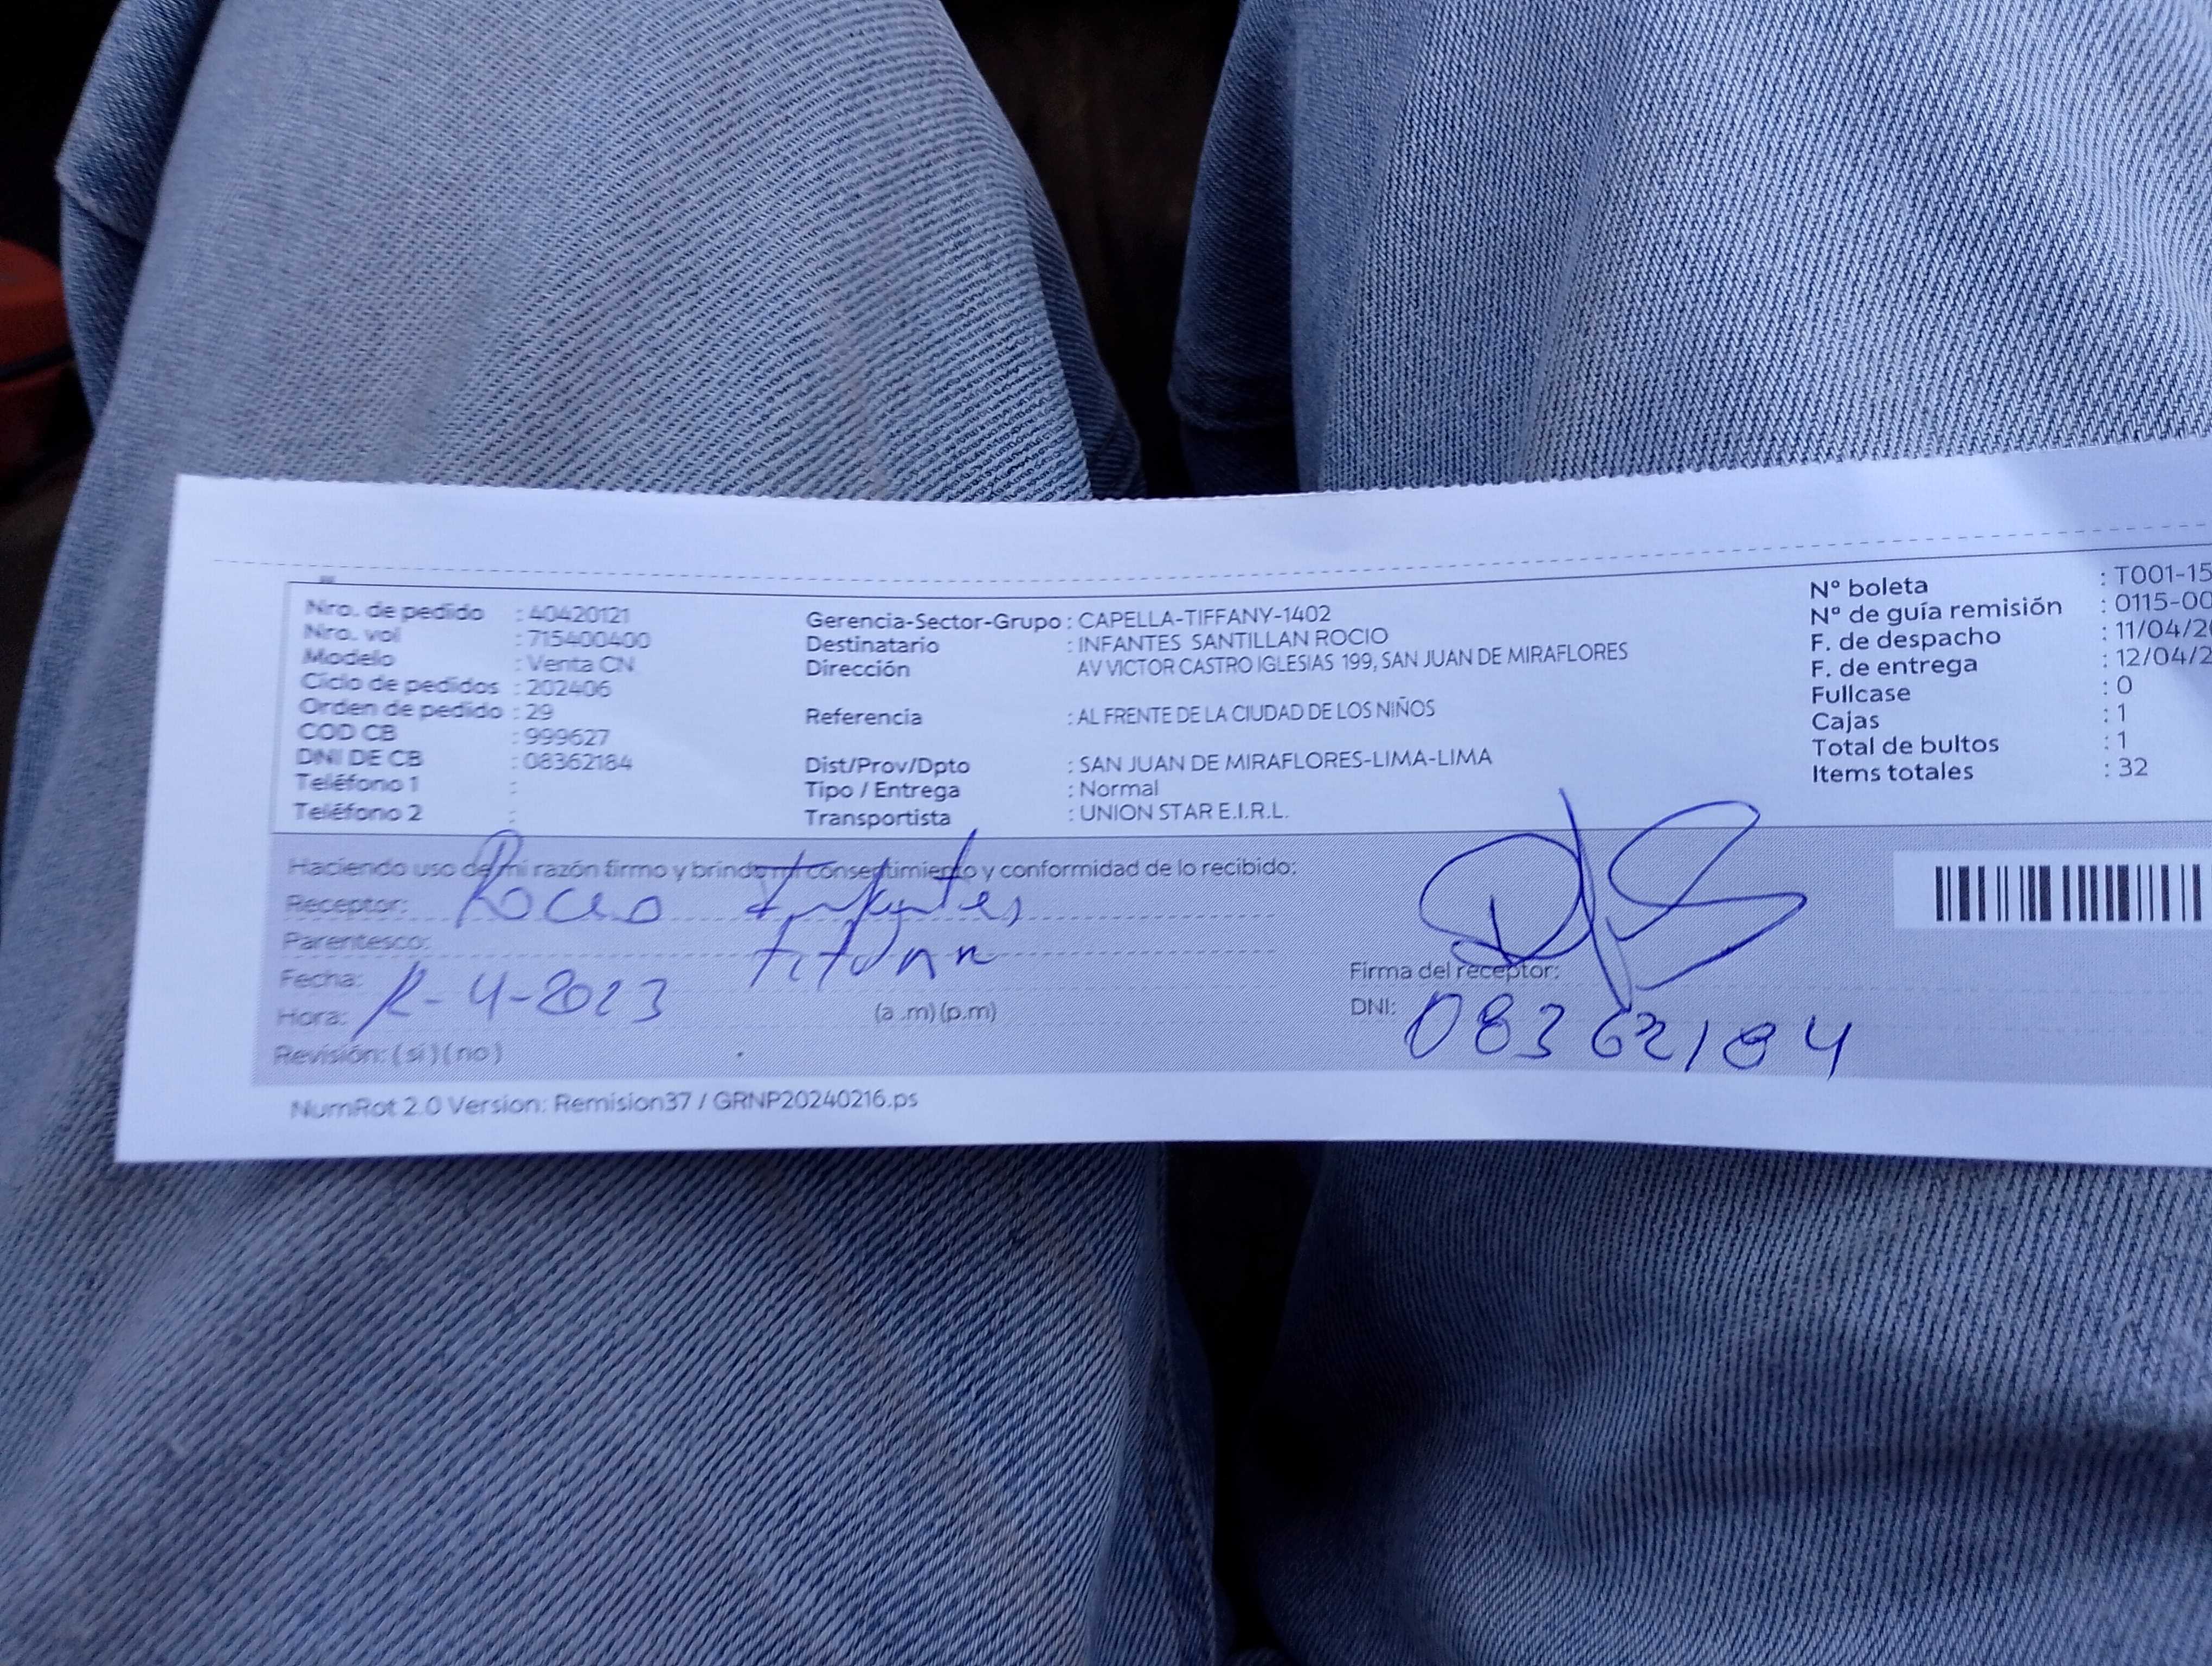 Nro. de pedido : 40420121
Nro. vol : 715400400
Modelo : Venta CN
Ciclo de pedidos : 202406
Orden de pedido : 29
COD CB : 999627
DNI DE CB : 08362184
Teléfono 1 :
Teléfono 2 :
Gerencia-Sector-Grupo : CAPELLA-TIFFANY-1402
Destinatario : INFANTES SANTILLAN ROCIO
Dirección AV VICTOR CASTRO IGLESIAS 199, SAN JUAN DE MIRAFLORES
Referencia : AL FRENTE DE LA CIUDAD DE LOS NIÑOS
Dist/Prov/Dpto : SAN JUAN DE MIRAFLORES-LIMA-LIMA
Tipo / Entrega : Normal
Transportista : UNION STAR E.I.R.L.
Nº boleta : T001-15
Nº de guía remisión : 0115-00
F. de despacho : 11/04/20
F. de entrega : 12/04/2
Fullcase : 0
Cajas : 1
Total de bultos : 1
Items totales : 32
Haciendo uso de mi razón firmo y brindo mi consentimiento y conformidad de lo recibido:
Receptor: Rocio Infantes
Parentesco: titular
Fecha: 12-4-2023
Hora: (a .m) (p.m)
Revisión: ( si ) ( no )
Firma del receptor:
DNI: 08362184
NumRot 2.0 Version: Remision37 / GRNP20240216.ps